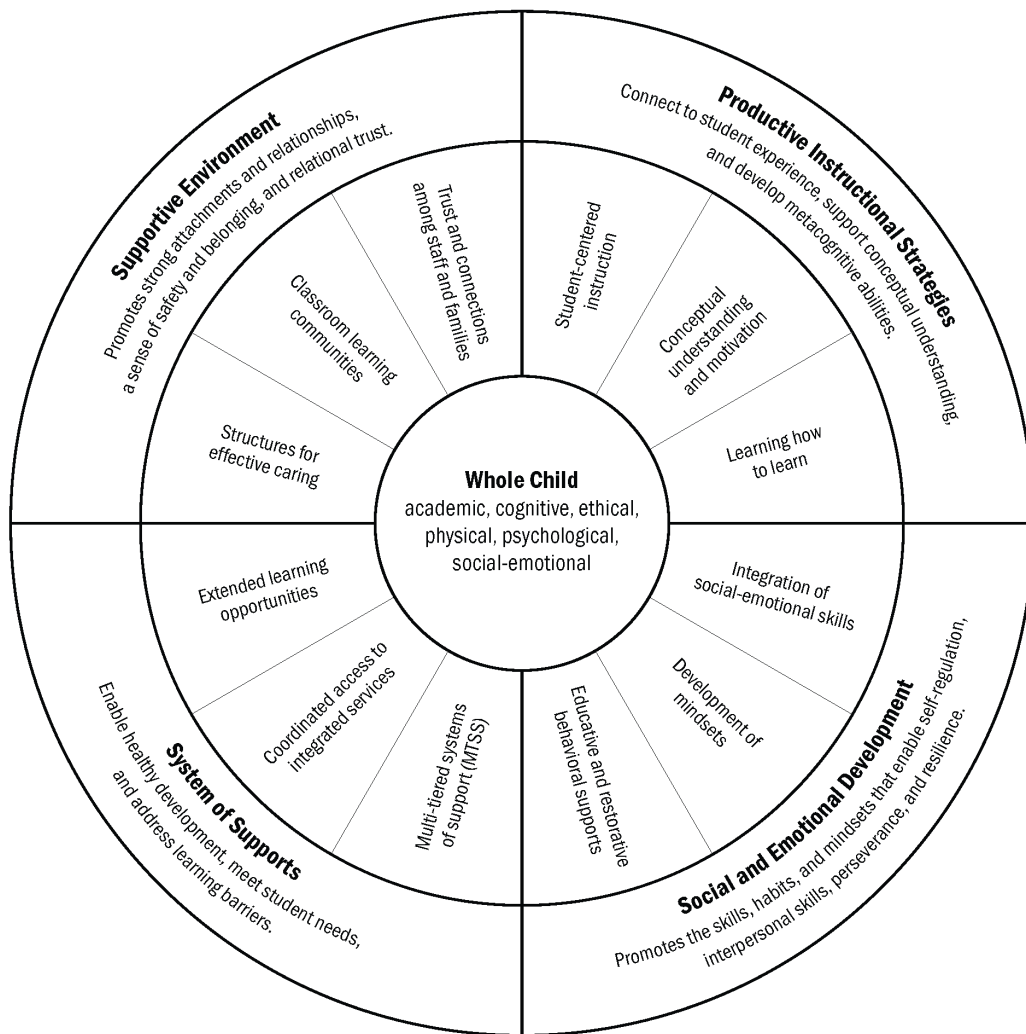 Supportive Environment
Promotes strong attachments and relationships,
a sense of safety and belonging, and relational trust.
Productive Instructional Strategies
Connect to student experience, support conceptual understanding,
and develop metacognitive abilities.
Structures for
effective caring
Classroom learning
communities
Trust and connections
among staff and families
Student-centered
instruction
Conceptual
understanding
and motivation
Learning how
to learn
Whole Child
academic, cognitive, ethical,
physical, psychological,
social-emotional
Extended learning
opportunities
Coordinated access to
integrated services
Multi-tiered systems
of support (MTSS)
Educative and restorative
behavioral supports
Development of
mindsets
Integration of
social-emotional skills
System of Supports
Enable healthy development, meet student needs,
and address learning barriers.
Social and Emotional Development
Promotes the skills, habits, and mindsets that enable self-regulation,
interpersonal skills, perseverance, and resilience.